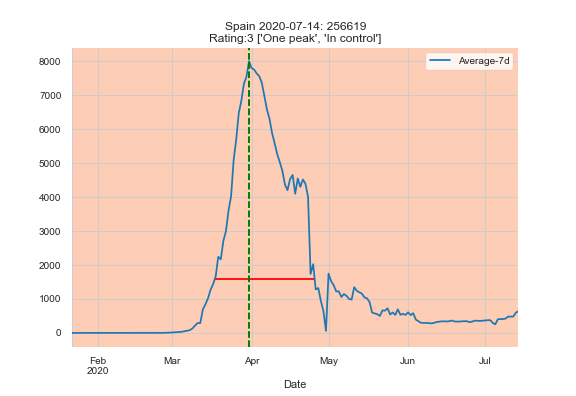 Spain 2020-07-14: 256619
Rating:3 ['One peak', 'In control']
Average-7d
8000
7000
6000
5000
4000
3000
2000
1000
0
Feb Mar Apr May Jun Jul
2020
Date